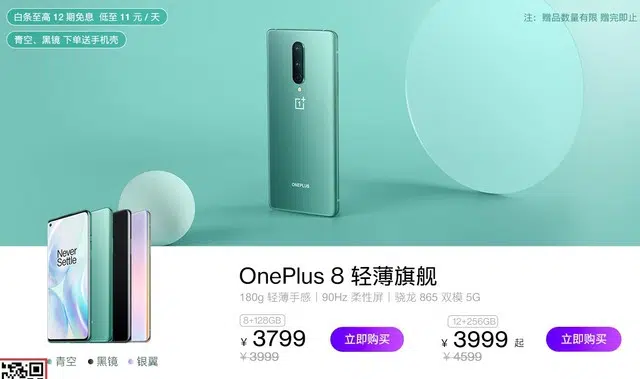 白条至高 12 期免息 低至 11 元 / 天
青空、黑镜 下单送手机壳
注：赠品数量有限 赠完即止
ONEPLUS
Never
Settle
青空 黑镜 银翼
OnePlus 8 轻薄旗舰
180g 轻薄手感｜90Hz 柔性屏｜骁龙 865 双模 5G
8+128GB
¥ 3799
¥ 3999
立即购买
12+256GB
¥ 3999 起
¥ 4599
立即购买